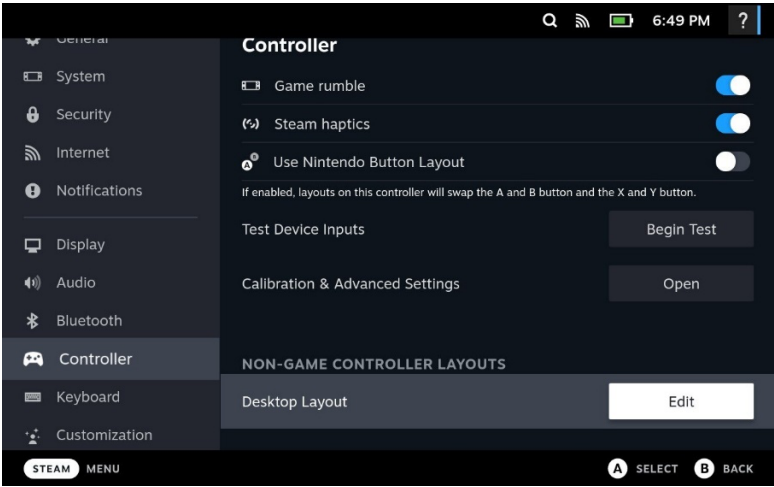 6:49 PM ?
General
System
Security
Internet
Notifications
Display
Audio
Bluetooth
Controller
Keyboard
Customization
Controller
Game rumble
Steam haptics
Use Nintendo Button Layout
If enabled, layouts on this controller will swap the A and B button and the X and Y button.
Test Device Inputs Begin Test
Calibration & Advanced Settings Open
NON-GAME CONTROLLER LAYOUTS
Desktop Layout Edit
STEAM MENU A SELECT B BACK